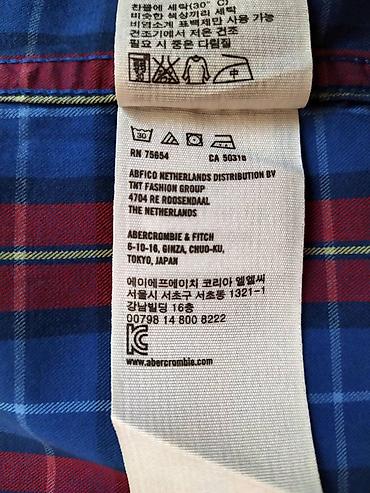 찬물에 세탁(30° C)
비슷한 색상끼리 세탁
비염소계 표백제만 사용 가능
건조기에서 저온 건조
필요 시 중온 다림질
中
30
RN 75654 CA 50318
ABFICO NETHERLANDS DISTRIBUTION BV
TNT FASHION GROUP
4704 RE ROOSENDAAL
THE NETHERLANDS
ABERCROMBIE & FITCH
6-10-16, GINZA, CHUO-KU,
TOKYO, JAPAN
에이에프에이치 코리아 엘엘씨
서울시 서초구 서초동 1321-1
강남빌딩 16층
00798 14 800 8222
www.abercrombie.com